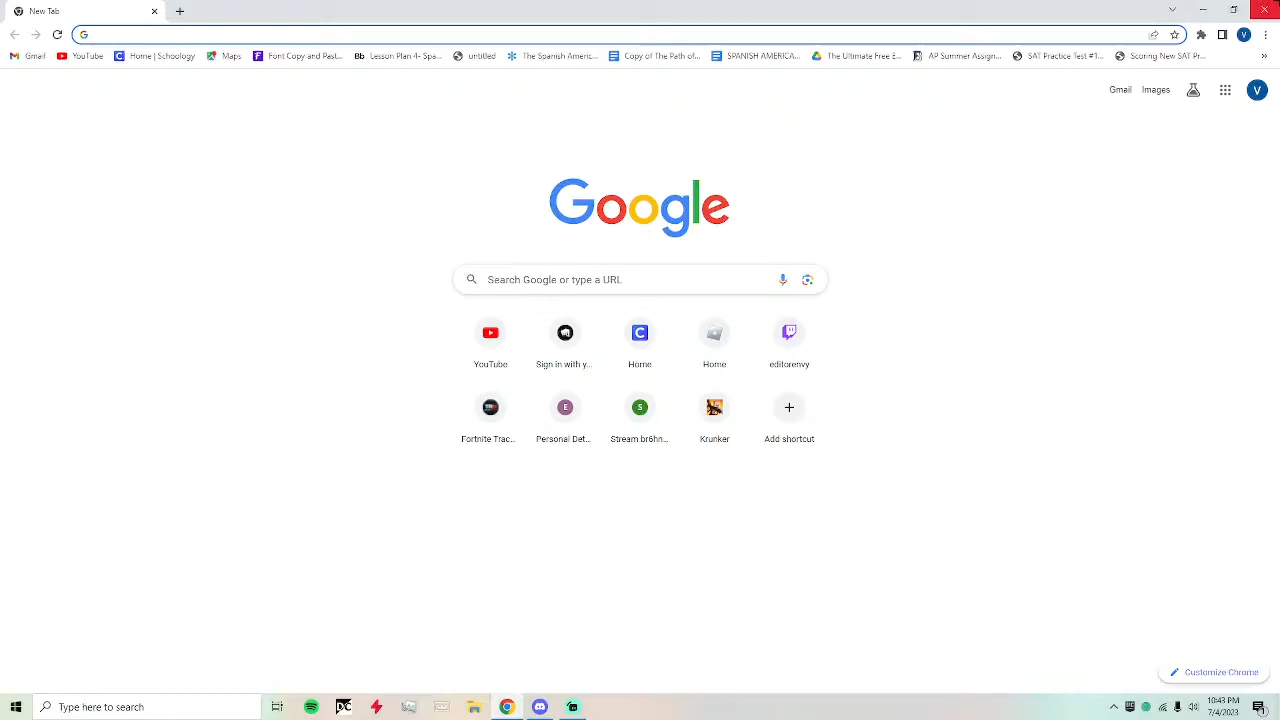 New Tab
Gmail YouTube Home | Schoology Maps Font Copy and Past... Lesson Plan 4- Spa... untitled The Spanish Americ... Copy of The Path of... SPANISH AMERICA... The Ultimate Free E... AP Summer Assign... SAT Practice Test #1... Scoring New SAT Pr...
Gmail Images V
Google
Search Google or type a URL
YouTube Sign in with y... Home Home editorenvy
E S
Fortnite Trac... Personal Det... Stream br6hn... Krunker Add shortcut
Customize Chrome
Type here to search
10:43 PM
7/4/2023